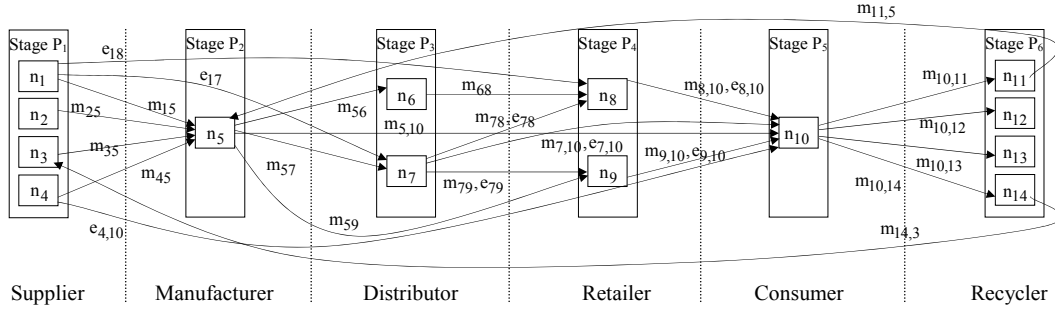 m11,5
Stage P1
Stage P2
Stage P3
Stage P4
Stage P5
Stage P6
e18
n1
e17
m15
m25
n2
n3
m35
n4
m45
e4,10
n5
m56
m57
m59
n6
m68
m5,10
m78,e78
n7
m79,e79
n8
m8,10,e8,10
m7,10,e7,10
m9,10,e9,10
n9
n10
m10,11
m10,12
m10,13
m10,14
n11
n12
n13
n14
m14,3
Supplier
Manufacturer
Distributor
Retailer
Consumer
Recycler